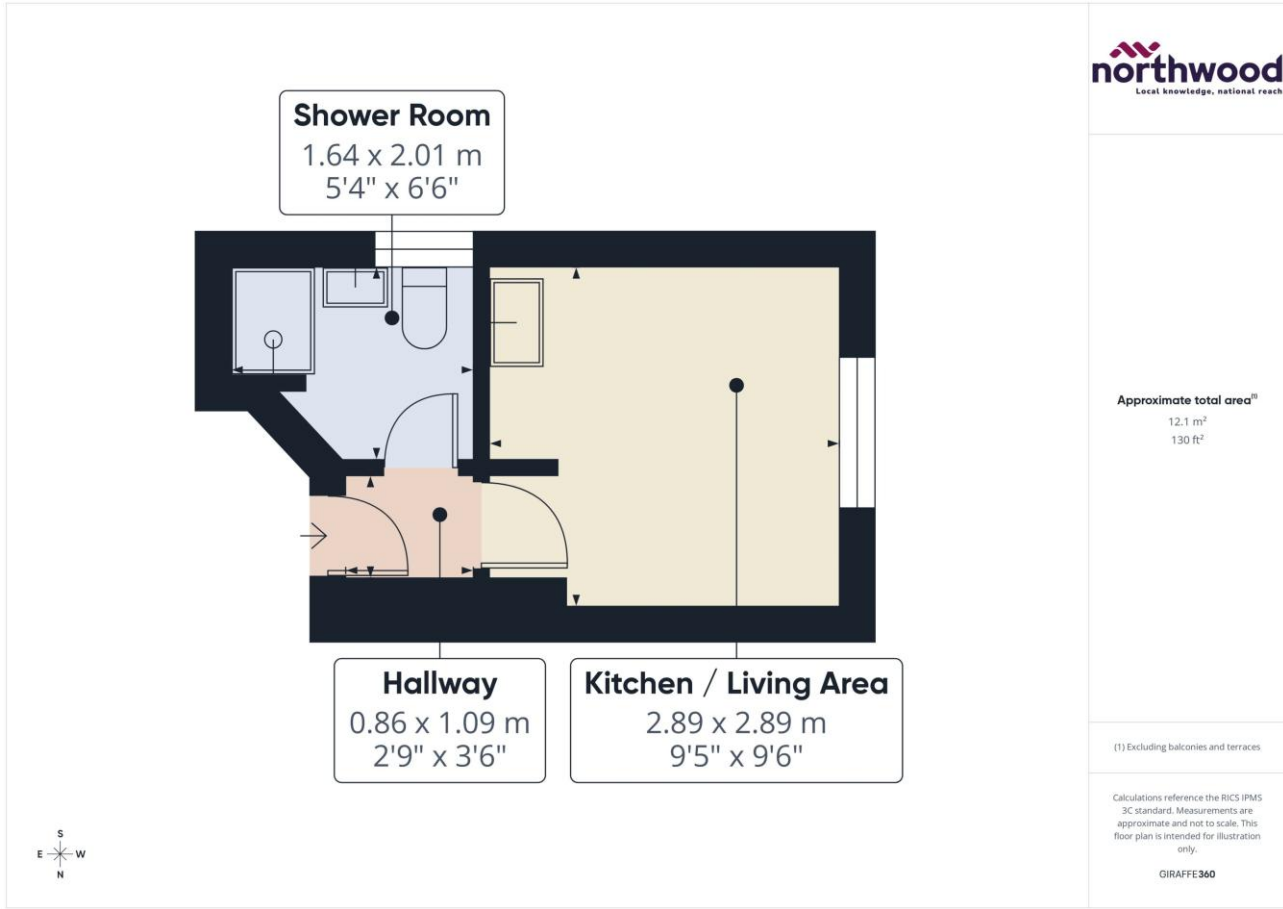 Shower Room
1.64 x 2.01 m
5'4" x 6'6"
Hallway
0.86 x 1.09 m
2'9" x 3'6"
Kitchen / Living Area
2.89 x 2.89 m
9'5" x 9'6"
S
E W
N
northwood
Local knowledge, national reach
Approximate total area⁽¹⁾
12.1 m²
130 ft²
(1) Excluding balconies and terraces
Calculations reference the RICS IPMS
3C standard. Measurements are
approximate and not to scale. This
floor plan is intended for illustration
only.
GIRAFFE360